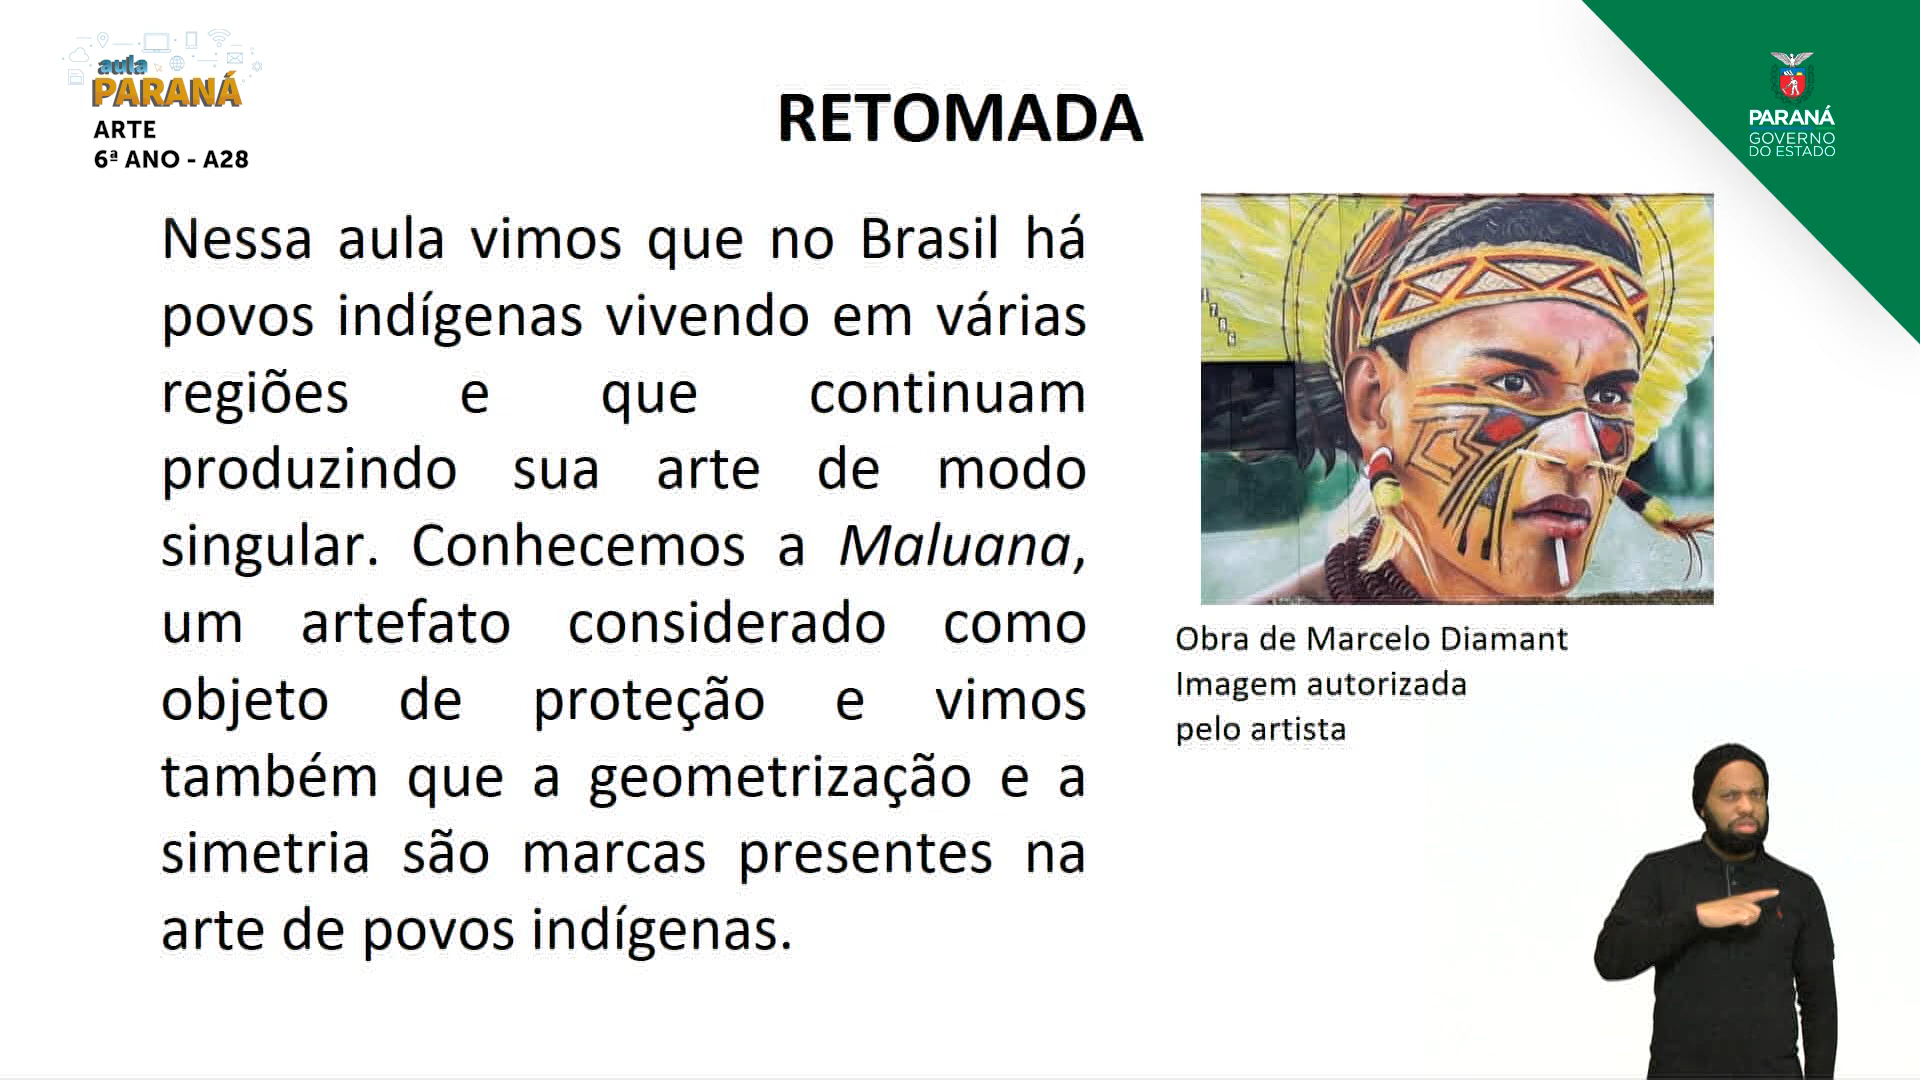 aula
PARANÁ
ARTE
6ª ANO - A28
RETOMADA
PARANÁ
GOVERNO
DO ESTADO
Nessa aula vimos que no Brasil há
povos indígenas vivendo em várias
regiões e que continuam
produzindo sua arte de modo
singular. Conhecemos a Maluana,
um artefato considerado como
objeto de proteção e vimos
também que a geometrização e a
simetria são marcas presentes na
arte de povos indígenas.
Obra de Marcelo Diamant
Imagem autorizada
pelo artista